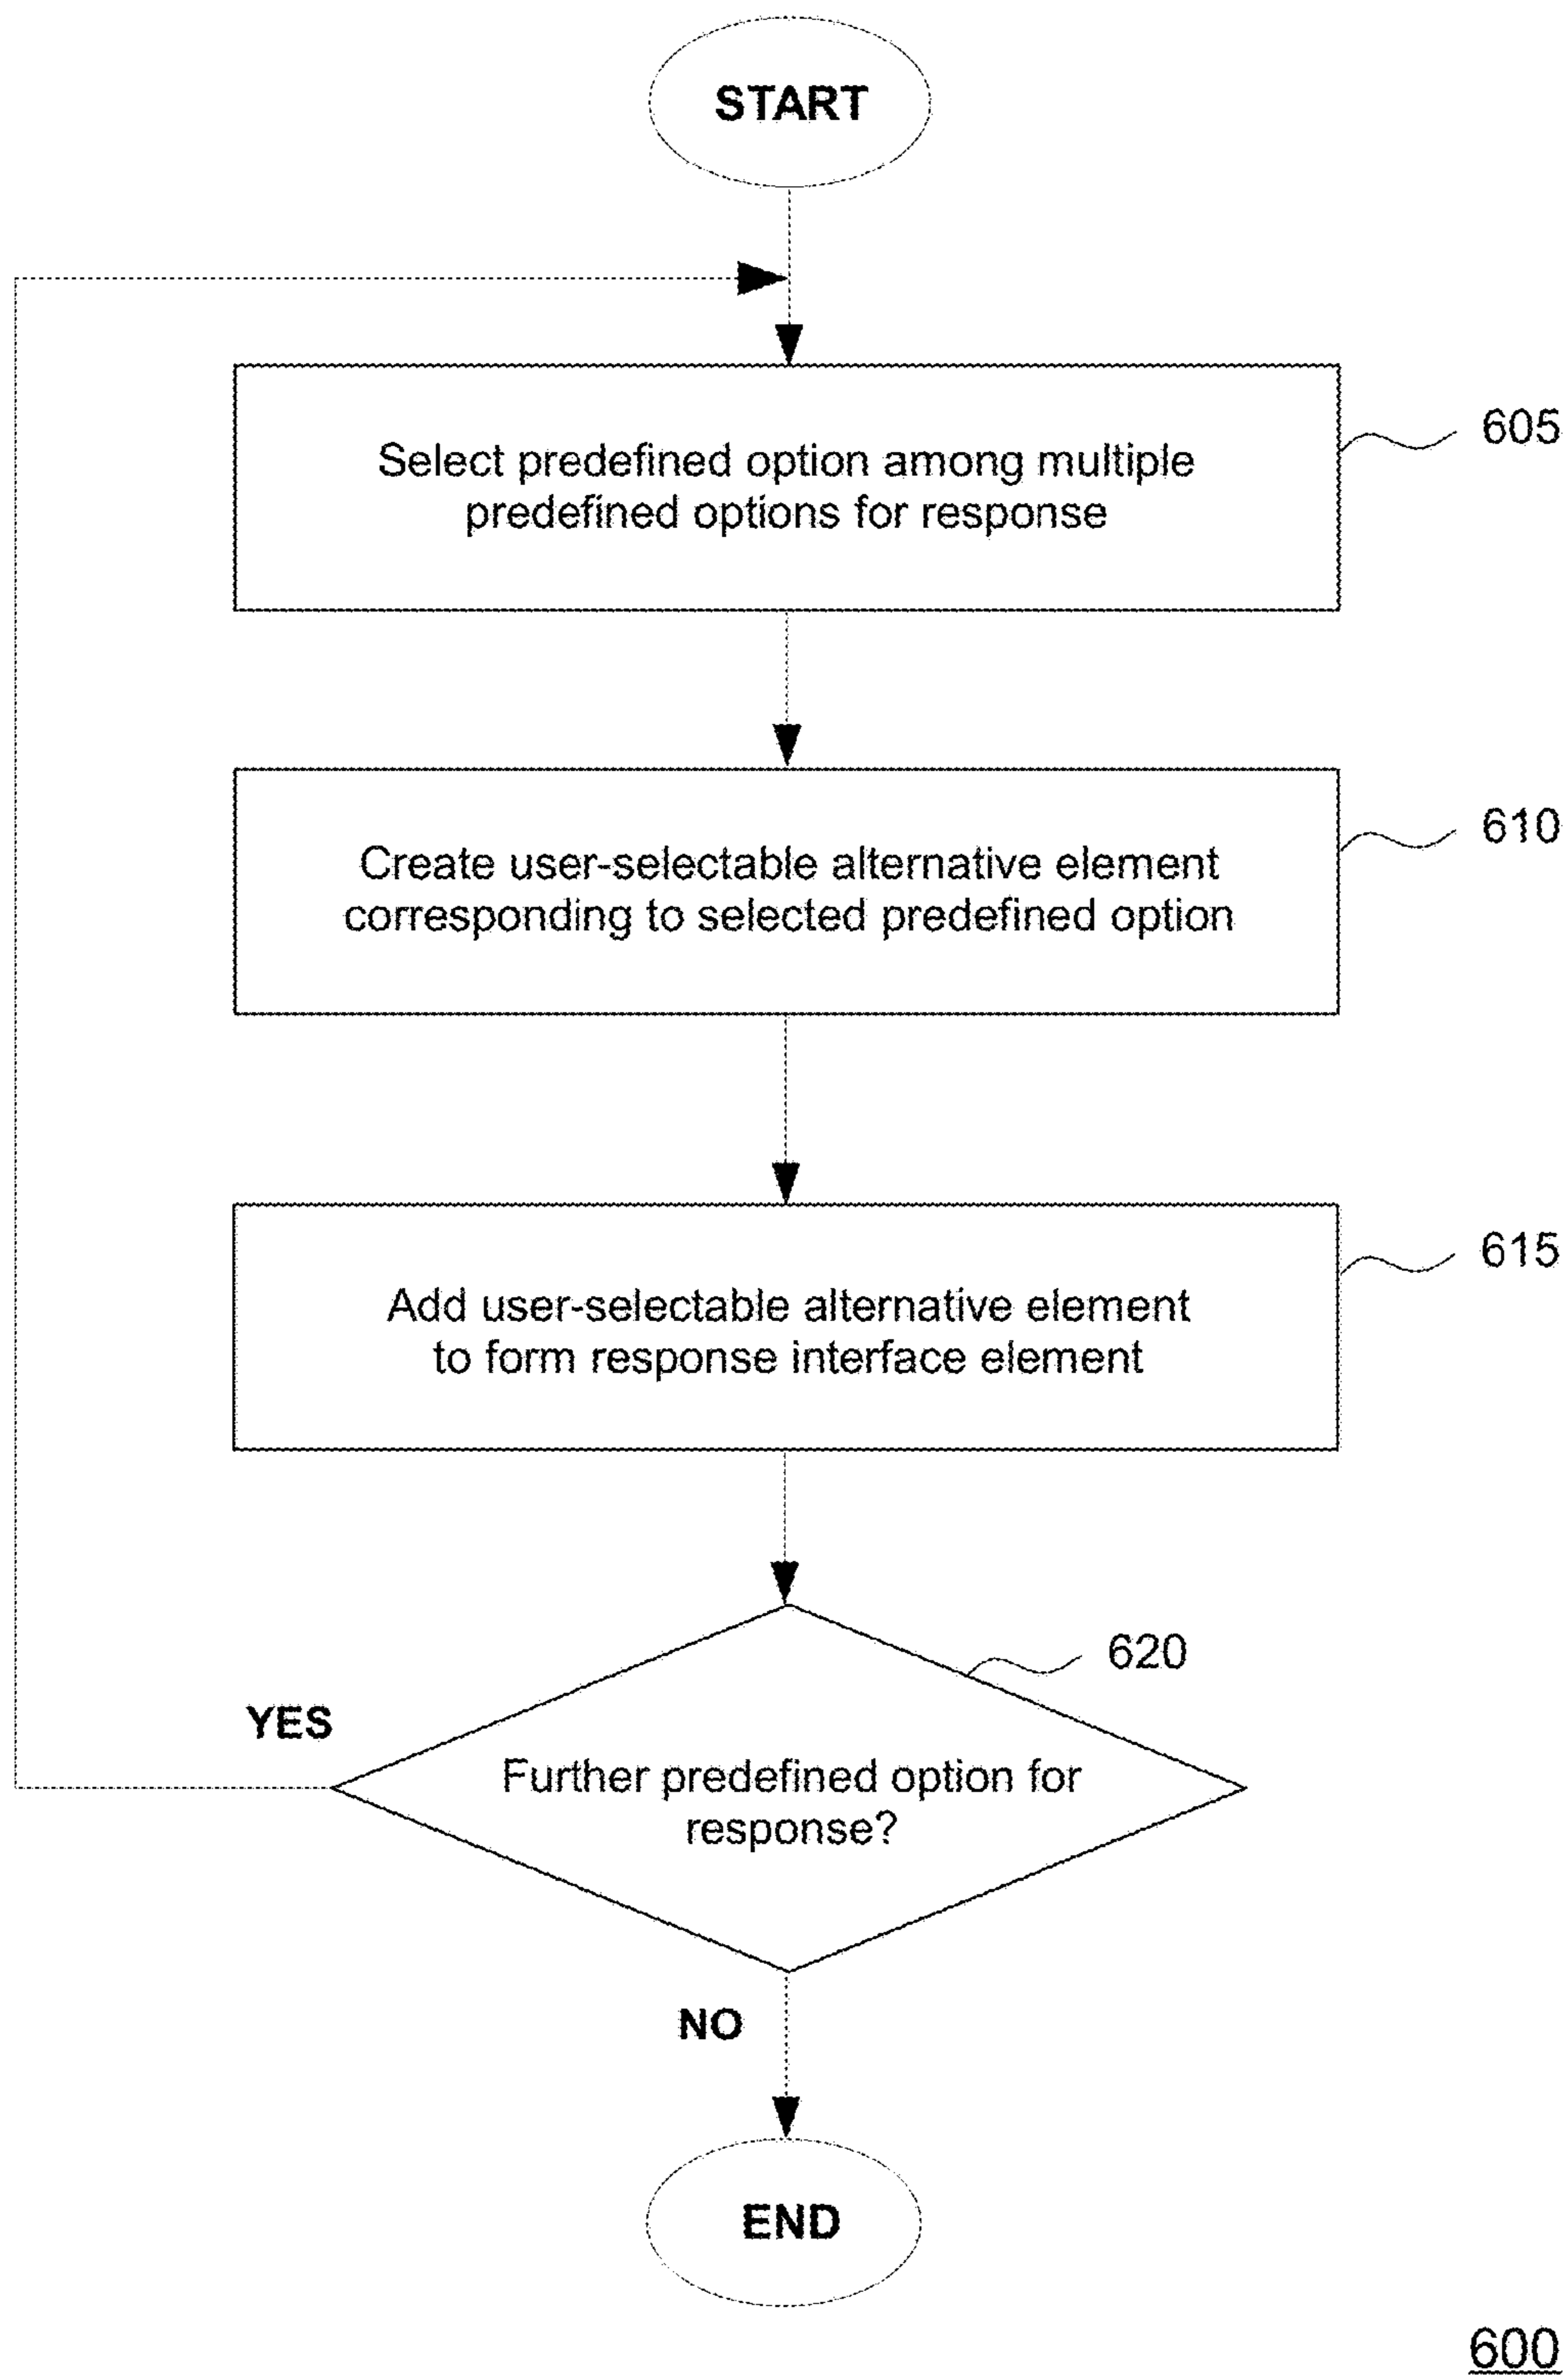 START
605
Select predefined option among multiple
predefined options for response
610
Create user-selectable alternative element
corresponding to selected predefined option
615
Add user-selectable alternative element
to form response interface element
620
YES
Further predefined option for
response?
NO
END
600